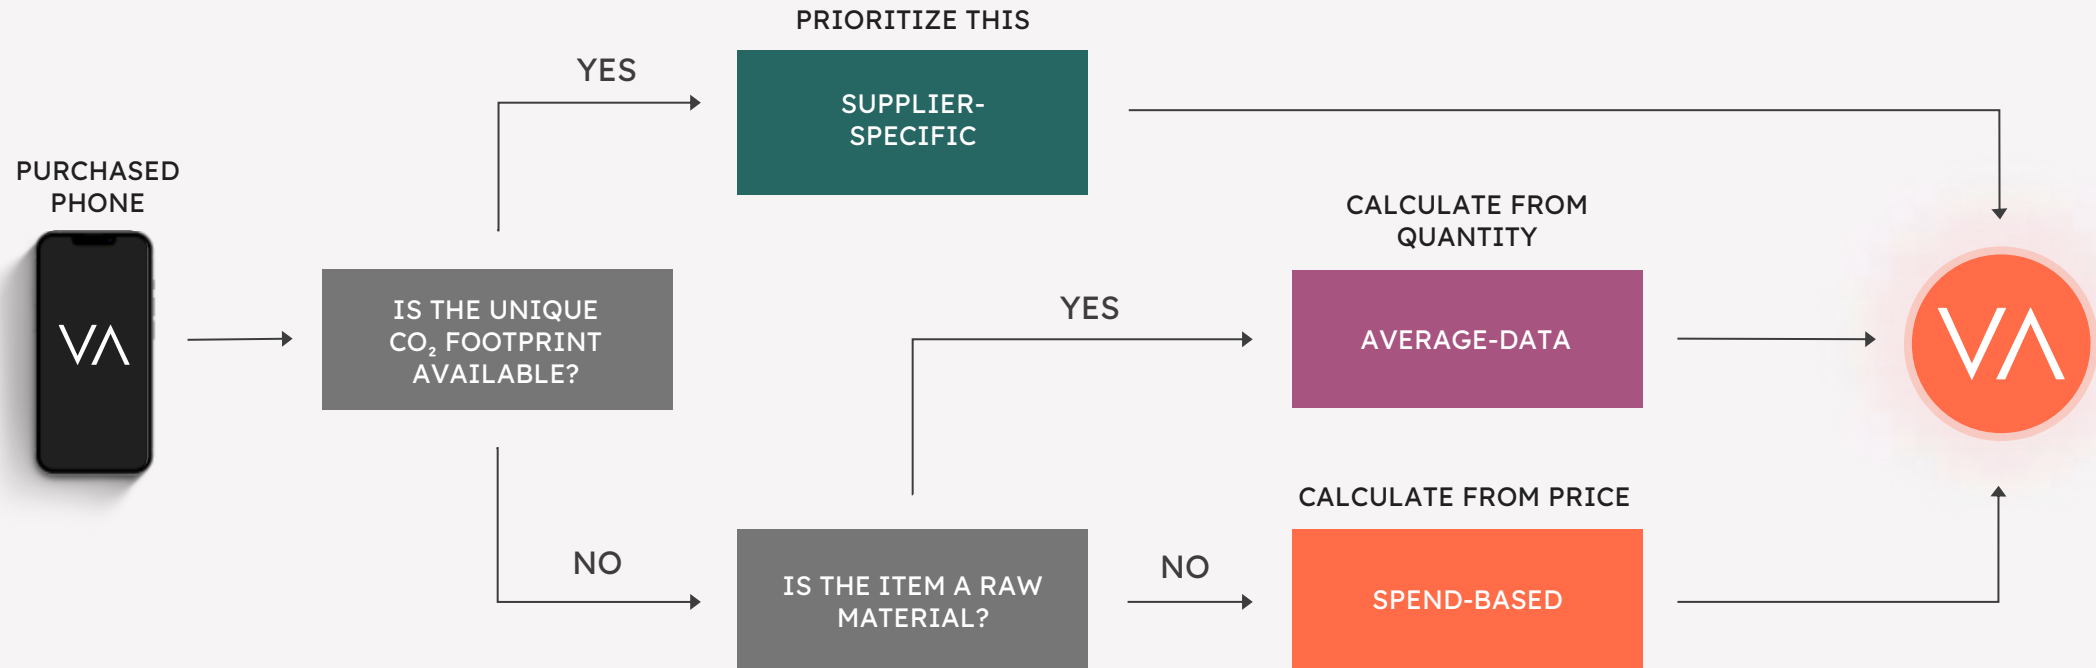 PRIORITIZE THIS
YES
SUPPLIER-
SPECIFIC
PURCHASED
PHONE
VA
IS THE UNIQUE
CO₂ FOOTPRINT
AVAILABLE?
CALCULATE FROM
QUANTITY
YES
AVERAGE-DATA
VA
NO
IS THE ITEM A RAW
MATERIAL?
NO
CALCULATE FROM PRICE
SPEND-BASED